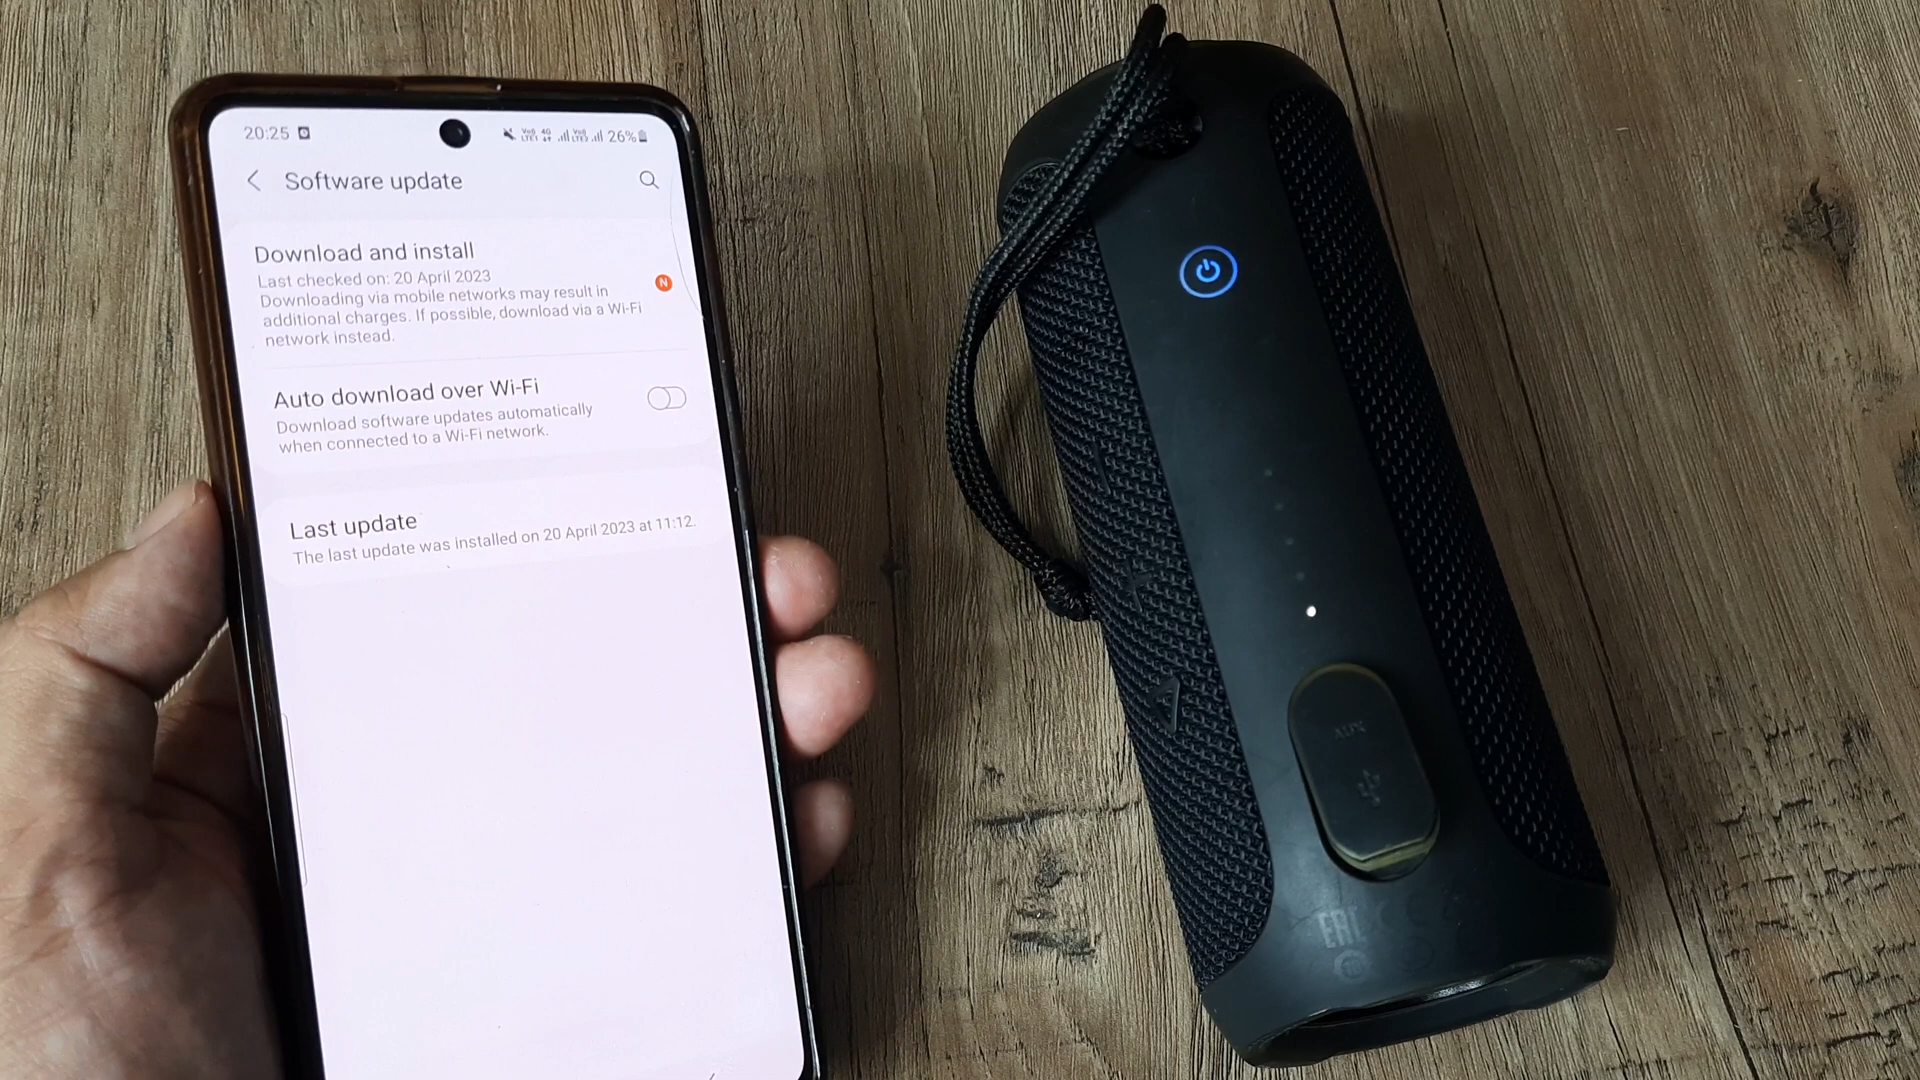 20:25
26%
Software update
Download and install
Last checked on: 20 April 2023
Downloading via mobile networks may result in
additional charges. If possible, download via a Wi-Fi
network instead.
N
Auto download over Wi-Fi
Download software updates automatically
when connected to a Wi-Fi network.
Last update
The last update was installed on 20 April 2023 at 11:12.
AUX
EAC